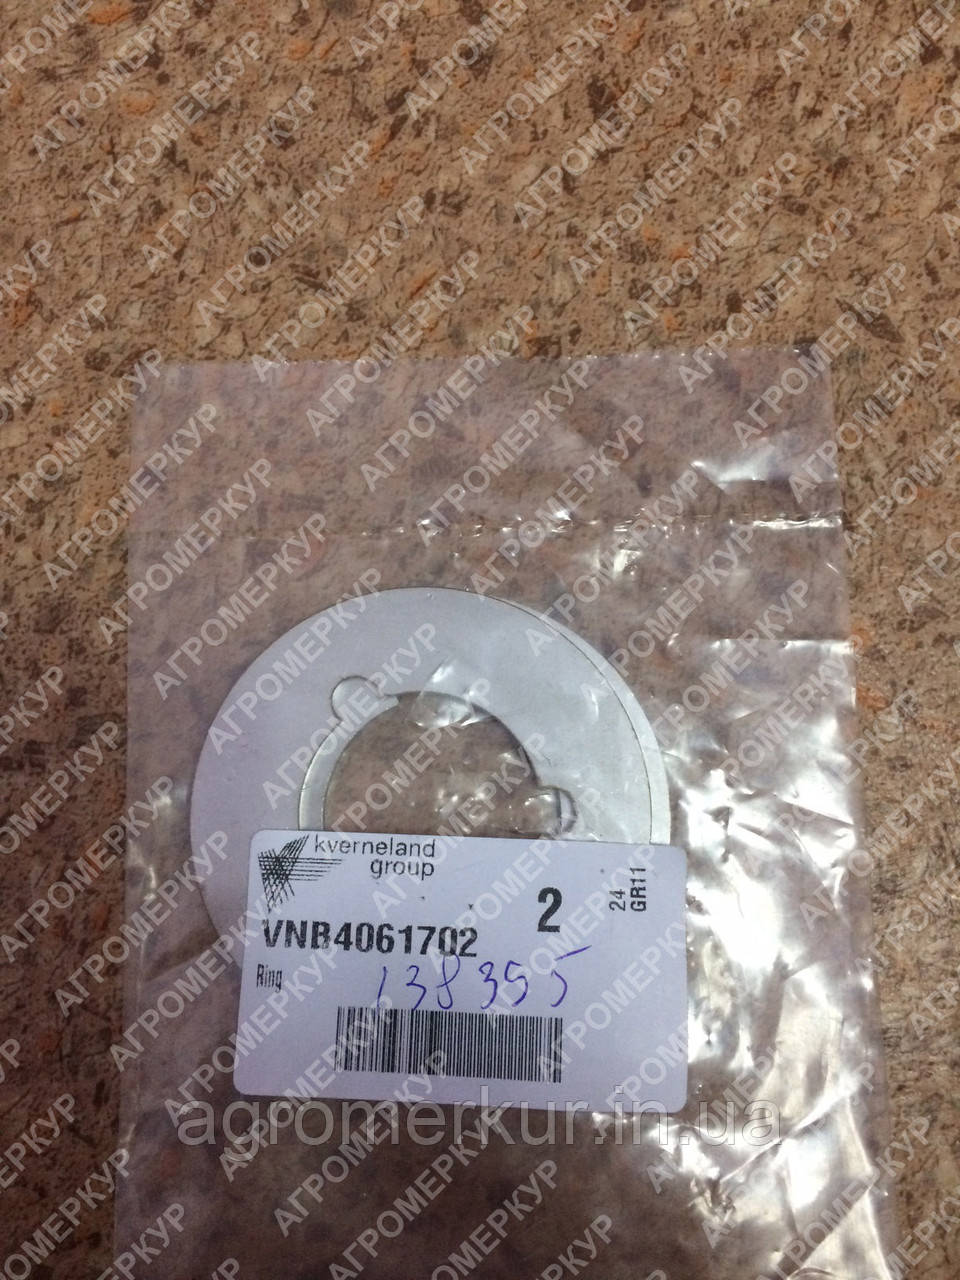 kverneland
group
2
24
GR11
VNB4061702
Ring
138355
agromerkur.in.ua
АГРОМЕРКУР